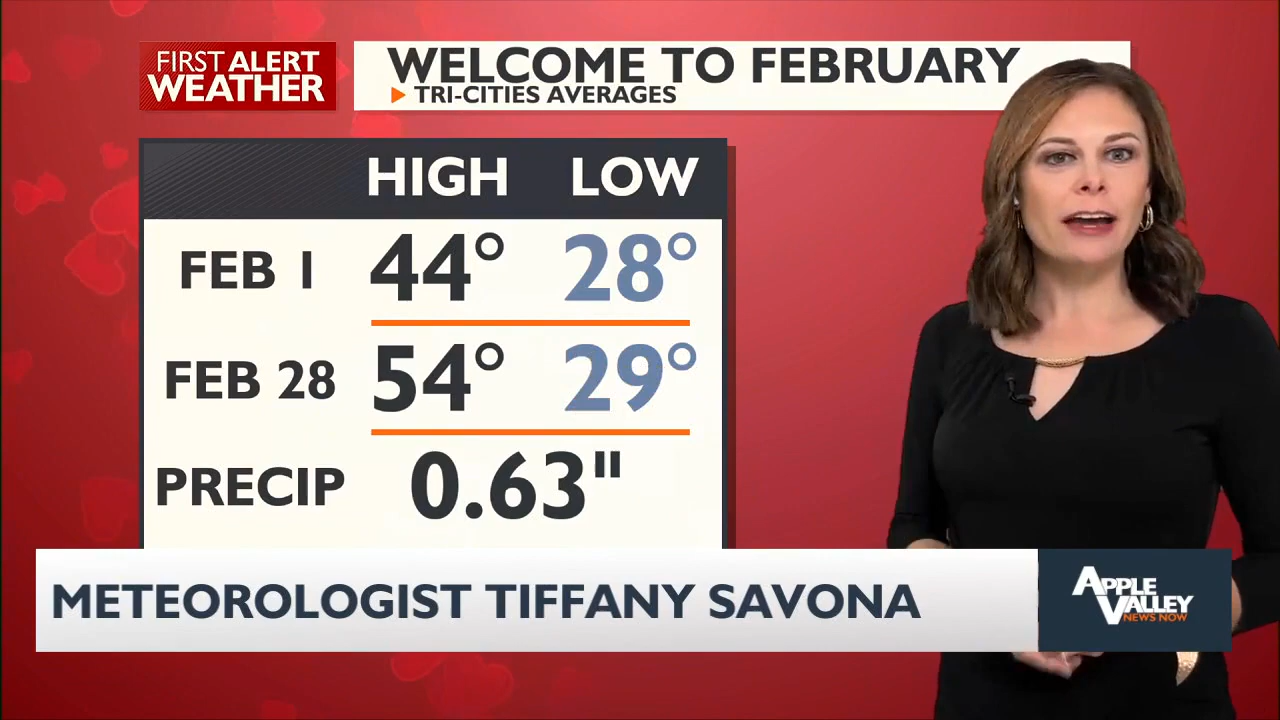 FIRST ALERT
WEATHER
WELCOME TO FEBRUARY
TRI-CITIES AVERAGES
HIGH LOW
FEB 1 44° 28°
FEB 28 54° 29°
PRECIP 0.63"
METEOROLOGIST TIFFANY SAVONA
APPLE
VALLEY
NEWS NOW